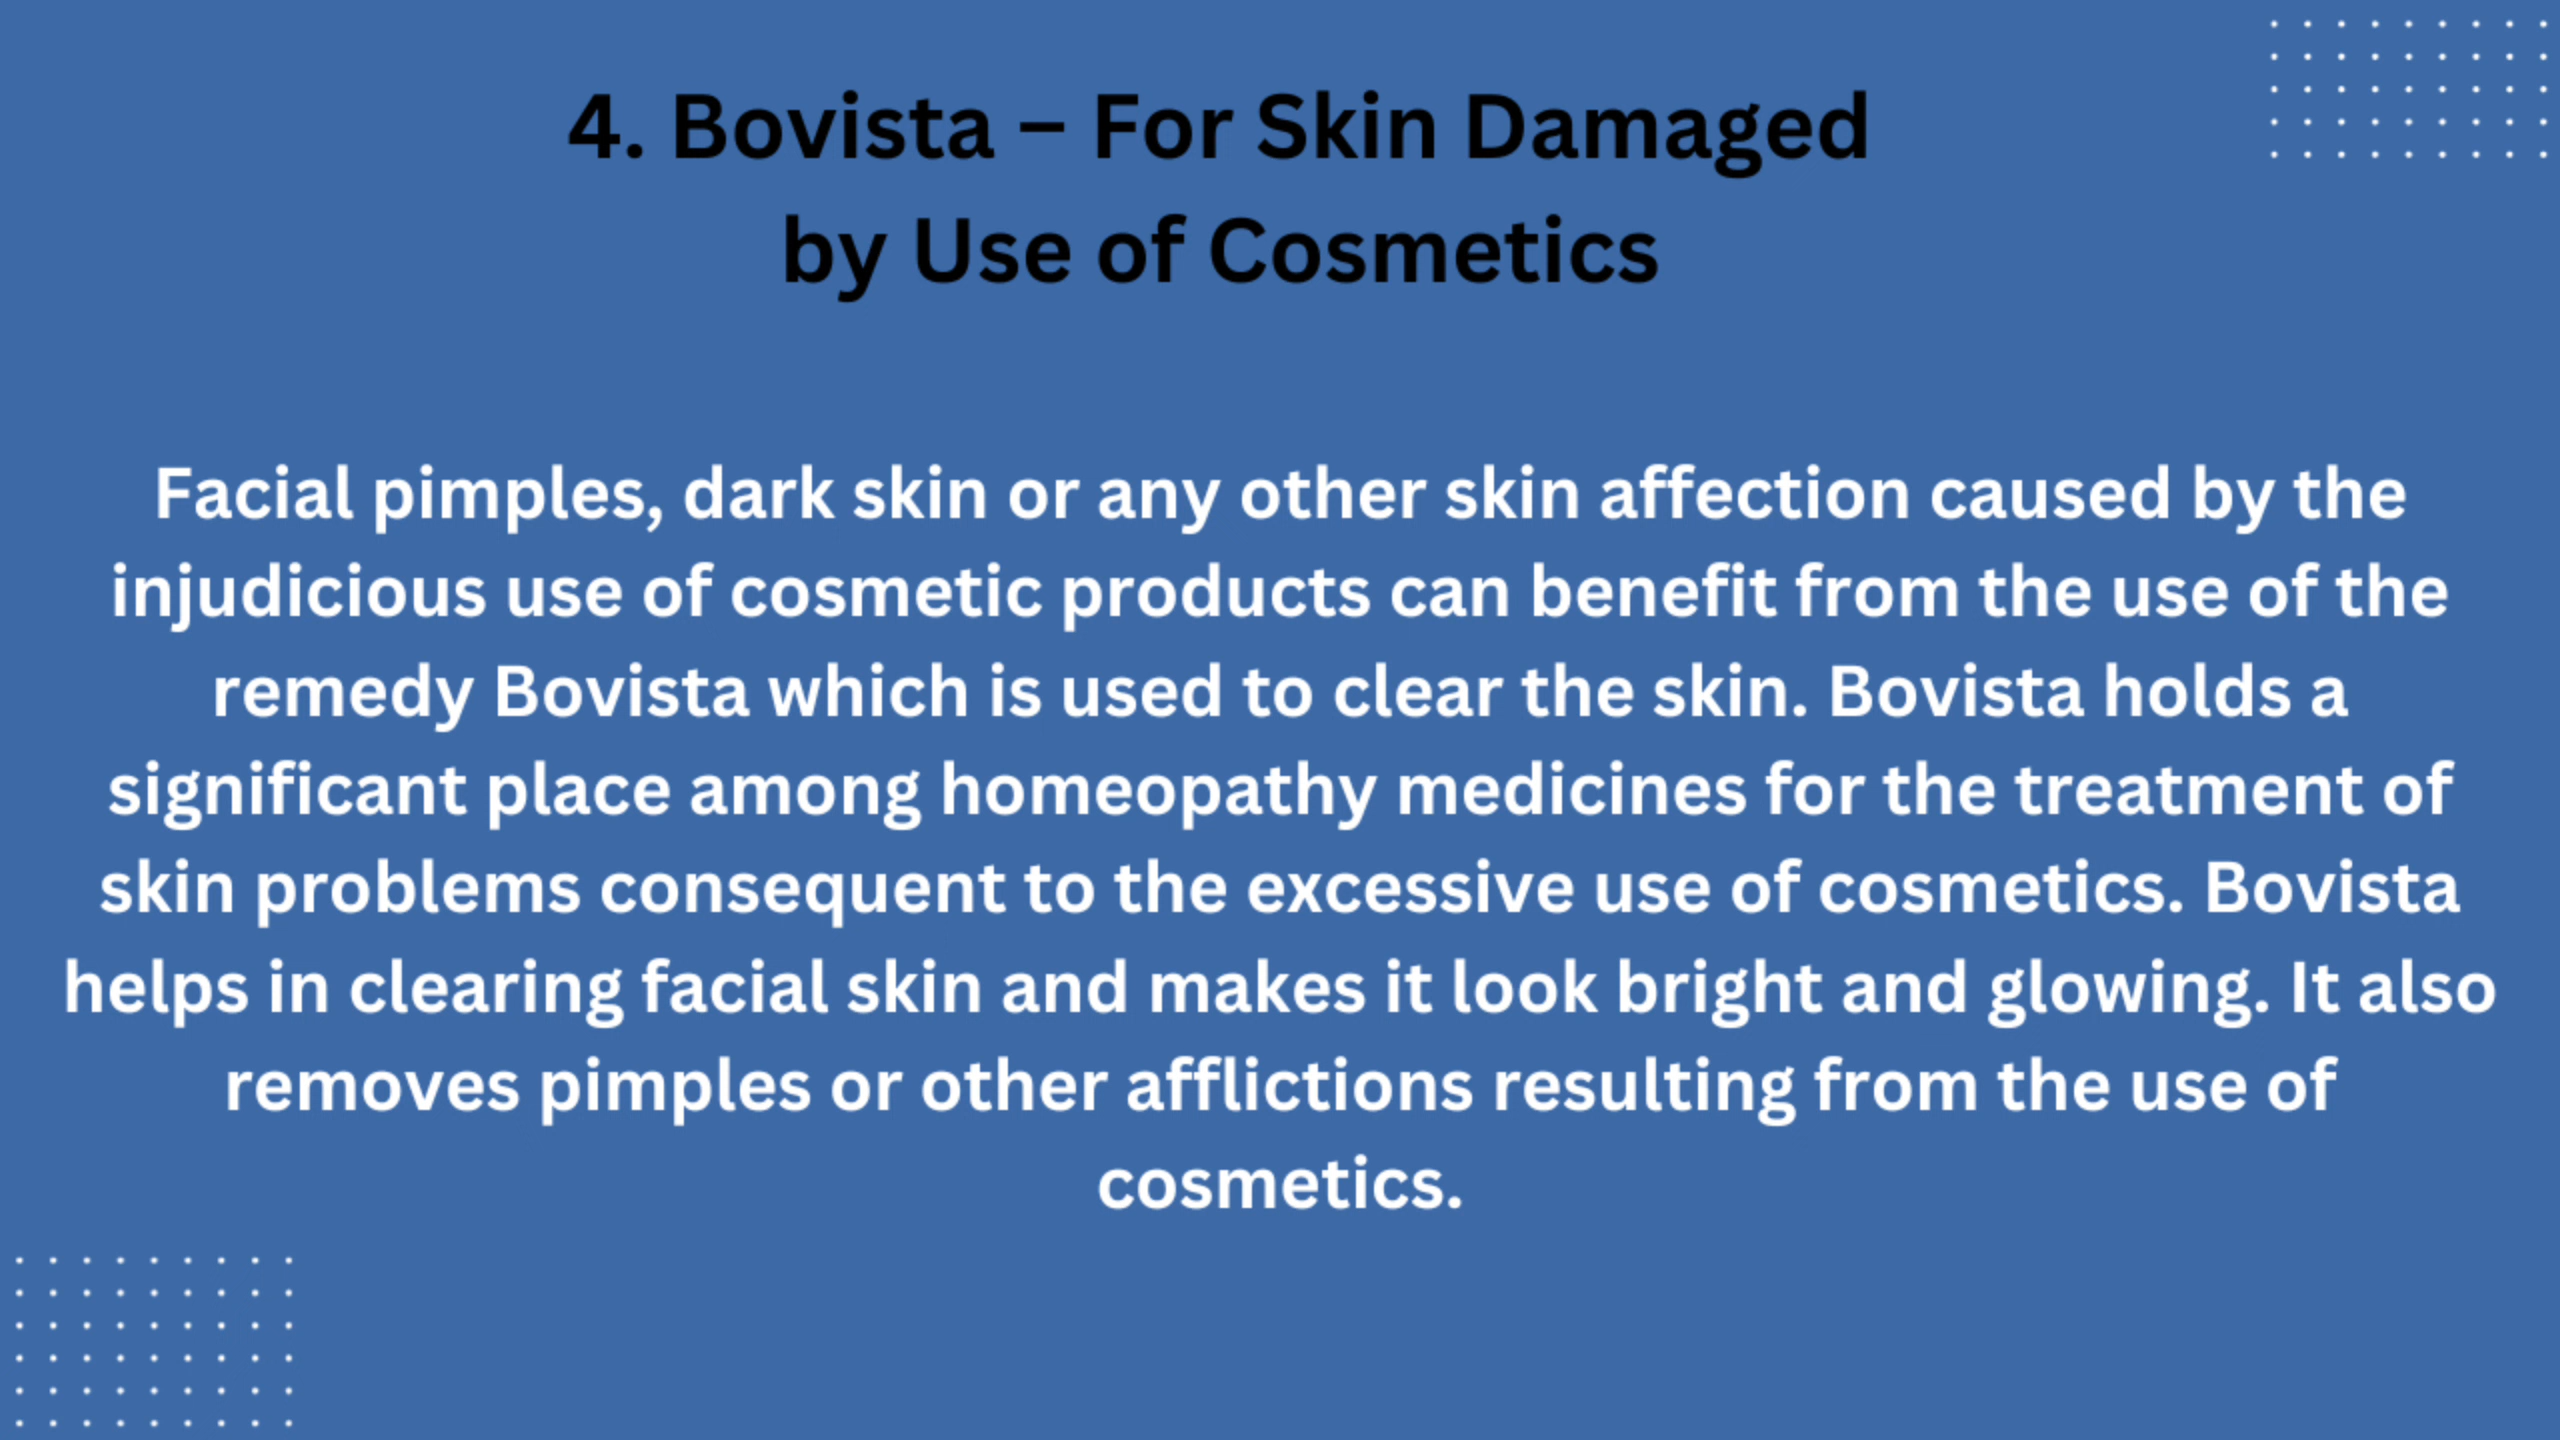 4. Bovista – For Skin Damaged
by Use of Cosmetics
Facial pimples, dark skin or any other skin affection caused by the
injudicious use of cosmetic products can benefit from the use of the
remedy Bovista which is used to clear the skin. Bovista holds a
significant place among homeopathy medicines for the treatment of
skin problems consequent to the excessive use of cosmetics. Bovista
helps in clearing facial skin and makes it look bright and glowing. It also
removes pimples or other afflictions resulting from the use of
cosmetics.